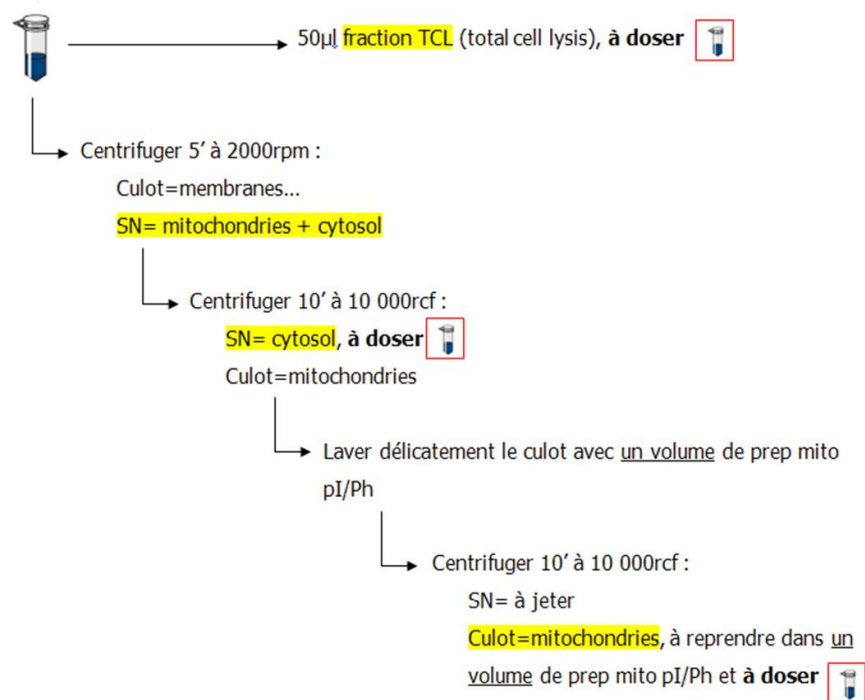 50µl fraction TCL (total cell lysis), à doser
Centrifuger 5′ à 2000rpm :
Culot=membranes...
SN= mitochondries + cytosol
Centrifuger 10′ à 10 000rcf :
SN= cytosol, à doser
Culot=mitochondries
Laver délicatement le culot avec un volume de prep mito
pI/Ph
Centrifuger 10′ à 10 000rcf :
SN= à jeter
Culot=mitochondries, à reprendre dans un
volume de prep mito pI/Ph et à doser